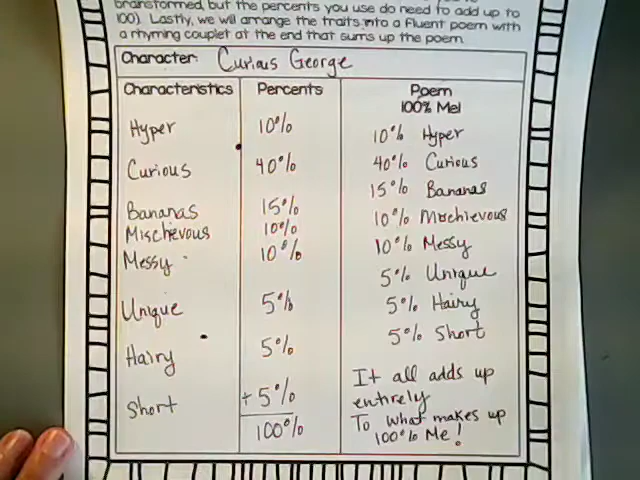 transformed, but the percents you use do need to add up to
100). Lastly, we will arrange the traits into a fluent poem with
a rhyming couplet at the end that sums up the poem.
Character: Curious George
Characteristics Percents Poem
100% Me!
Hyper 10% 10% Hyper
Curious 40% 40% Curious
15% Bananas
Bananas 15% 10% Mischievous
Mischievous 10%
Messy 10% 10% Messy
5% Unique
Unique 5% 5% Hairy
5% Short
Hairy 5%
It all adds up
entirely
Short + 5%
To what makes up
100% 100% Me!